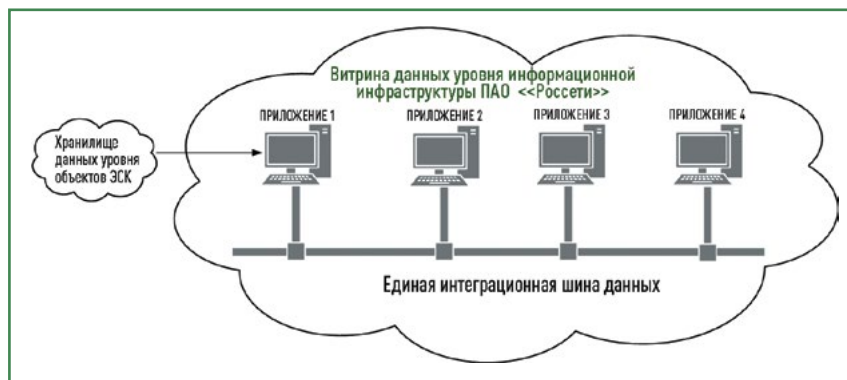 Витрина данных уровня информационной
инфраструктуры ПАО <<Россети>>
ПРИЛОЖЕНИЕ 1
ПРИЛОЖЕНИЕ 2
ПРИЛОЖЕНИЕ 3
ПРИЛОЖЕНИЕ 4
Хранилище
данных уровня
объектов ЭСК
Единая интеграционная шина данных